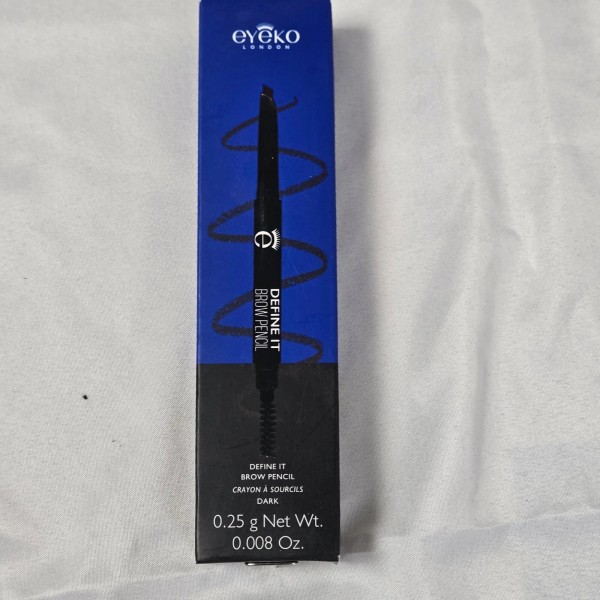 eyeko
LONDON
e
DEFINE IT
BROW PENCIL
DEFINE IT
BROW PENCIL
CRAYON À SOURCILS
DARK
0.25 g Net Wt.
0.008 Oz.